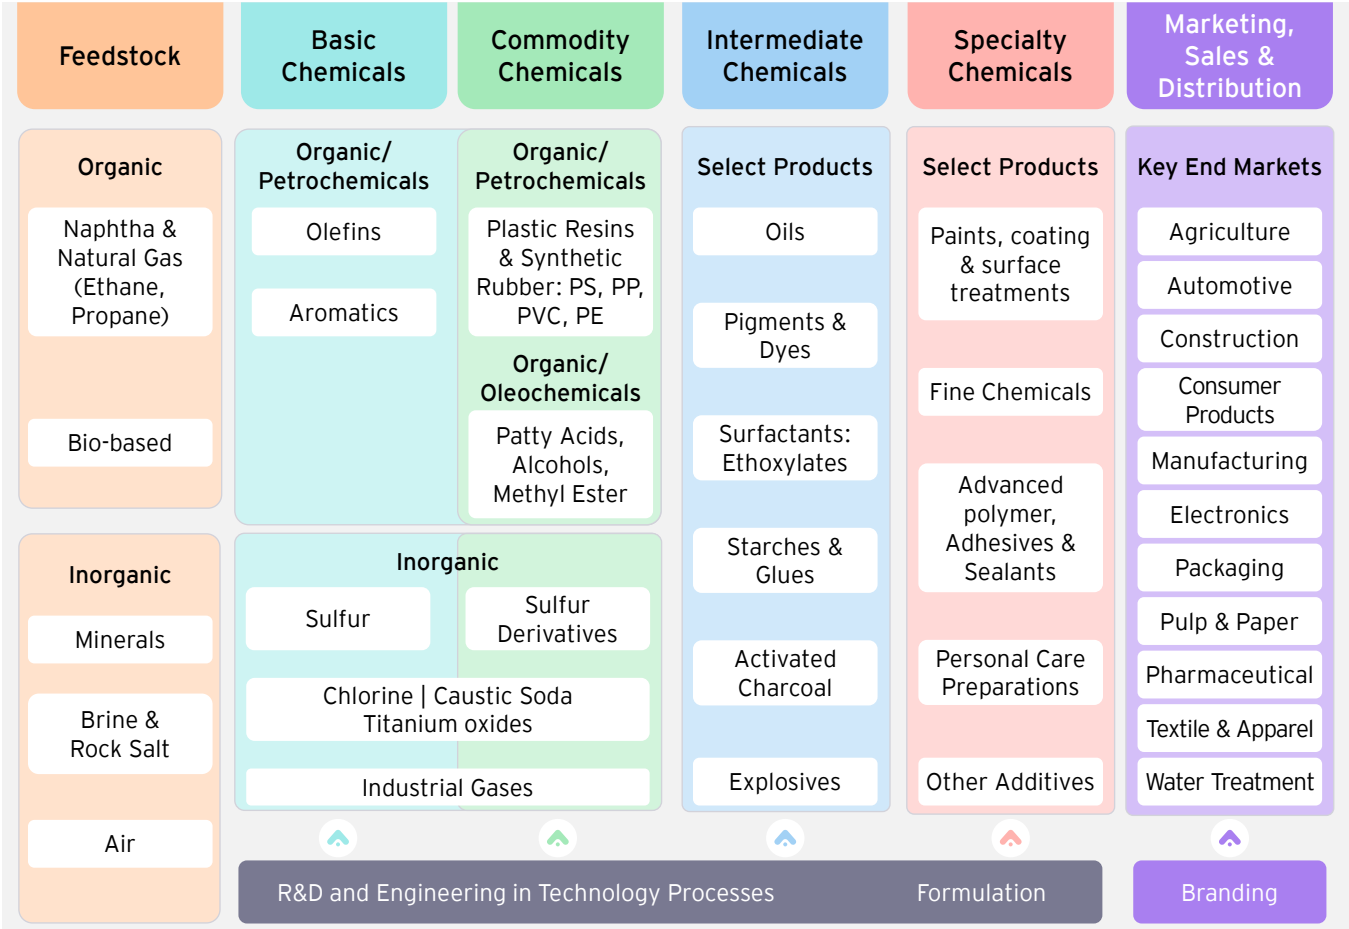 Feedstock
Basic
Chemicals
Commodity
Chemicals
Intermediate
Chemicals
Specialty
Chemicals
Marketing,
Sales &
Distribution
Organic
Naphtha &
Natural Gas
(Ethane,
Propane)
Bio-based
Inorganic
Minerals
Brine &
Rock Salt
Air
Organic/
Petrochemicals
Olefins
Aromatics
Organic/
Petrochemicals
Plastic Resins
& Synthetic
Rubber: PS, PP,
PVC, PE
Organic/
Oleochemicals
Patty Acids,
Alcohols,
Methyl Ester
Inorganic
Sulfur
Sulfur
Derivatives
Chlorine | Caustic Soda
Titanium oxides
Industrial Gases
Select Products
Oils
Pigments &
Dyes
Surfactants:
Ethoxylates
Starches &
Glues
Activated
Charcoal
Explosives
Select Products
Paints, coating
& surface
treatments
Fine Chemicals
Advanced
polymer,
Adhesives &
Sealants
Personal Care
Preparations
Other Additives
Key End Markets
Agriculture
Automotive
Construction
Consumer
Products
Manufacturing
Electronics
Packaging
Pulp & Paper
Pharmaceutical
Textile & Apparel
Water Treatment
R&D and Engineering in Technology Processes
Formulation
Branding